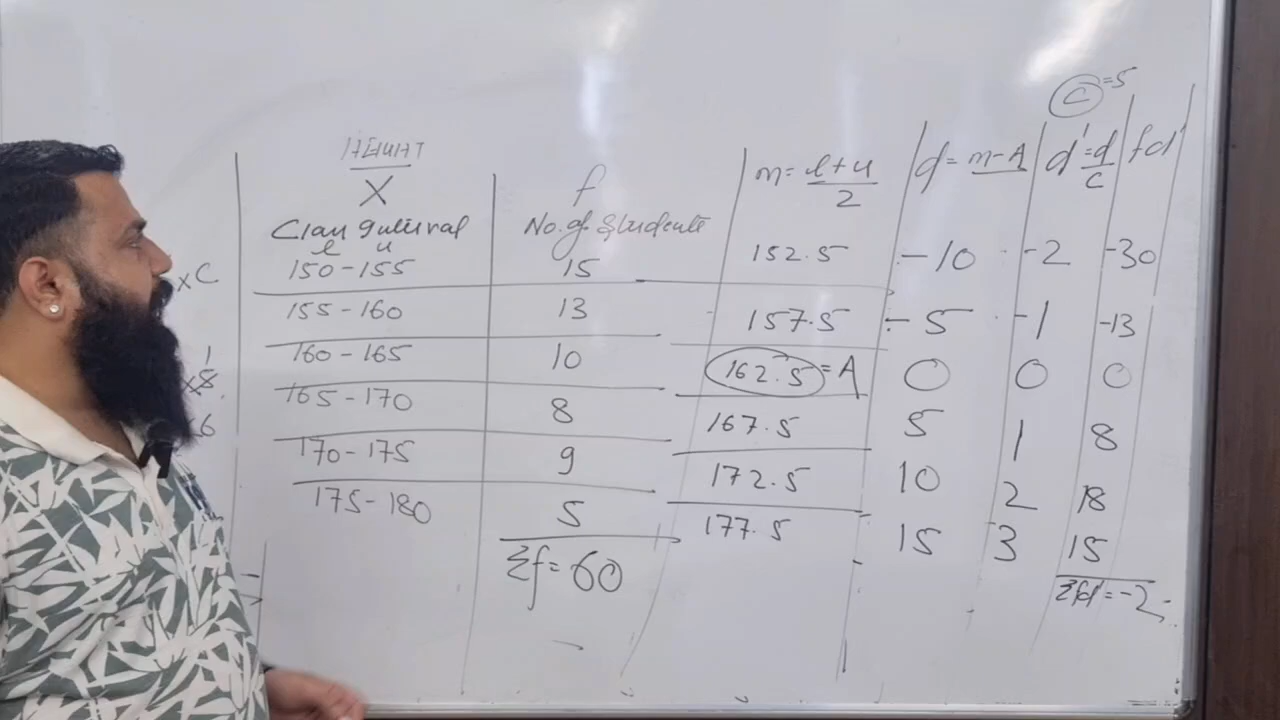 C = 5
HEIGHT
X f m = l+u/2 d = m-A d' = d/c fd'
Class Interval No. of Students
l u
150-155 15 152.5 -10 -2 -30
xC
155-160 13 157.5 -5 -1 -13
160-165 10 162.5 = A 0 0 0
x8
165-170 8 167.5 5 1 8
x6
170-175 9 172.5 10 2 18
175-180 5 177.5 15 3 15
Σf = 60 Σfd' = -2